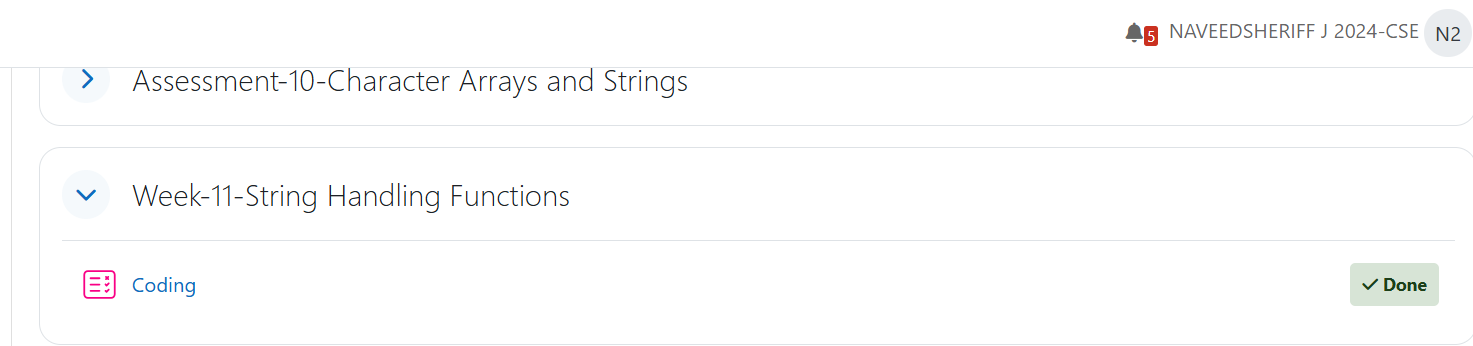 5 NAVEEDSHERIFF J 2024-CSE N2
Assessment-10-Character Arrays and Strings
Week-11-String Handling Functions
Coding Done